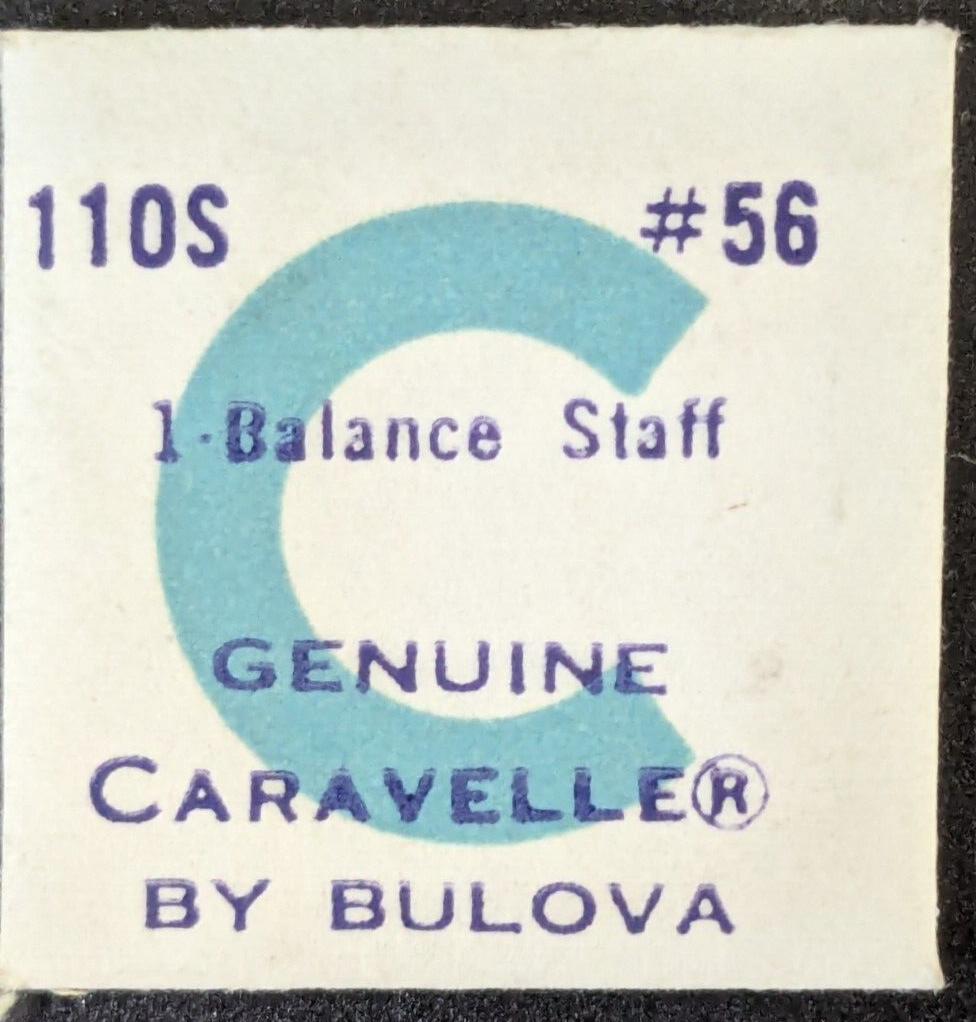 110S #56
1-Balance Staff
GENUINE
CARAVELLE®
BY BULOVA